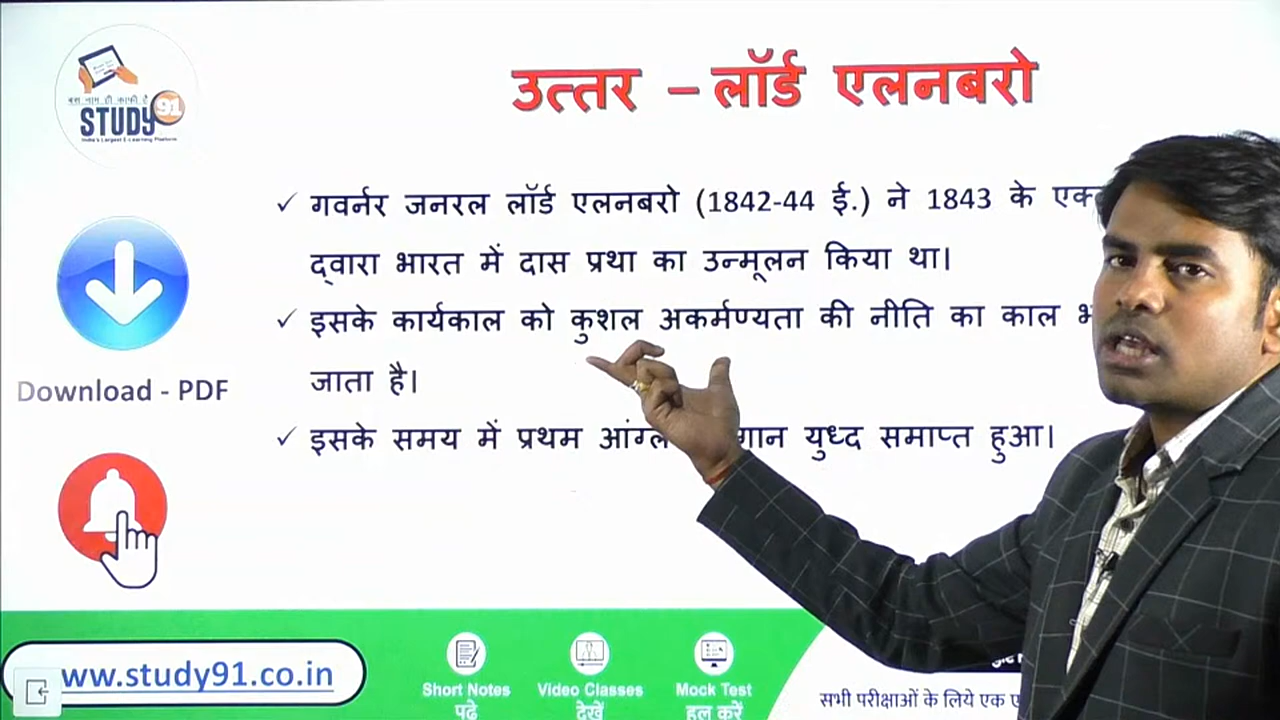 उत्तर – लॉर्ड एलनबरो
बस नाम ही काफी है
STUDY 91
India's Largest E-Learning Platform
✓ गवर्नर जनरल लॉर्ड एलनबरो (1842-44 ई.) ने 1843 के
द्वारा भारत में दास प्रथा का उन्मूलन किया था।
✓ इसके कार्यकाल को कुशल अकर्मण्यता की नीति का काल
जाता है।
✓ इसके समय में प्रथम युध्द समाप्त हुआ।
Download - PDF
www.study91.co.in
Short Notes
पढ़े
Video Classes
देखें
Mock Test
हल करें
सभी परीक्षाओं के लिये एक